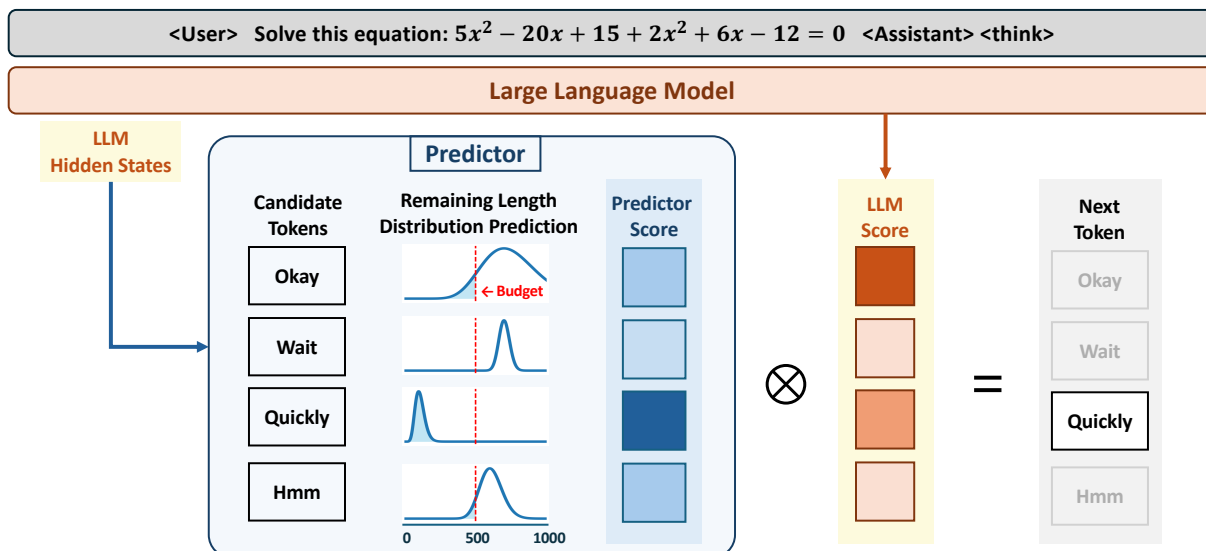 <User> Solve this equation: 5x² − 20x + 15 + 2x² + 6x − 12 = 0 <Assistant> <think>
Large Language Model
LLM
Hidden States
Predictor
Candidate
Tokens
Remaining Length
Distribution Prediction
Predictor
Score
LLM
Score
Next
Token
Okay
← Budget
Okay
Wait
Wait
Quickly
Quickly
Hmm
Hmm
0 500 1000
⊗
=